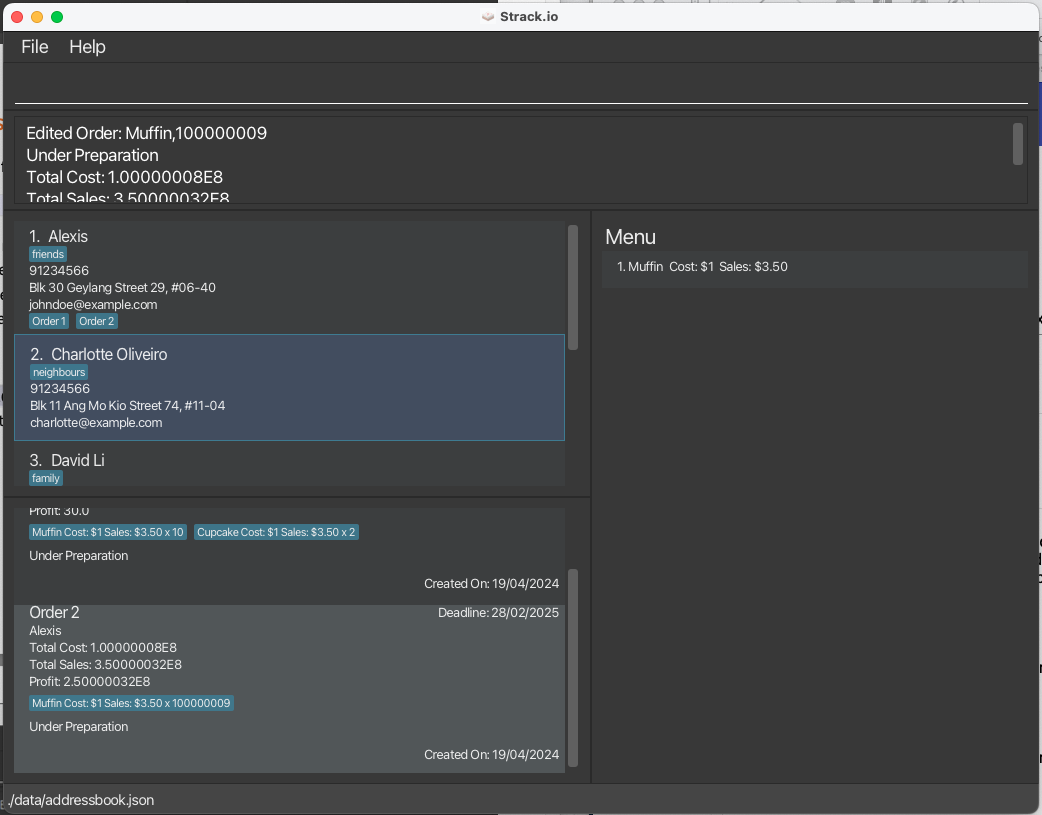 Strack.io
File Help
Edited Order: Muffin,100000009
Under Preparation
Total Cost: 1.00000008E8
Total Sales: 3.50000032E8
1. Alexis
friends
91234566
Blk 30 Geylang Street 29, #06-40
johndoe@example.com
Order 1 Order 2
2. Charlotte Oliveiro
neighbours
91234566
Blk 11 Ang Mo Kio Street 74, #11-04
charlotte@example.com
3. David Li
family
Profit: 30.0
Muffin Cost: $1 Sales: $3.50 x 10 Cupcake Cost: $1 Sales: $3.50 x 2
Under Preparation
Created On: 19/04/2024
Order 2 Deadline: 28/02/2025
Alexis
Total Cost: 1.00000008E8
Total Sales: 3.50000032E8
Profit: 2.50000032E8
Muffin Cost: $1 Sales: $3.50 x 100000009
Under Preparation
Created On: 19/04/2024
Menu
1. Muffin Cost: $1 Sales: $3.50
./data/addressbook.json